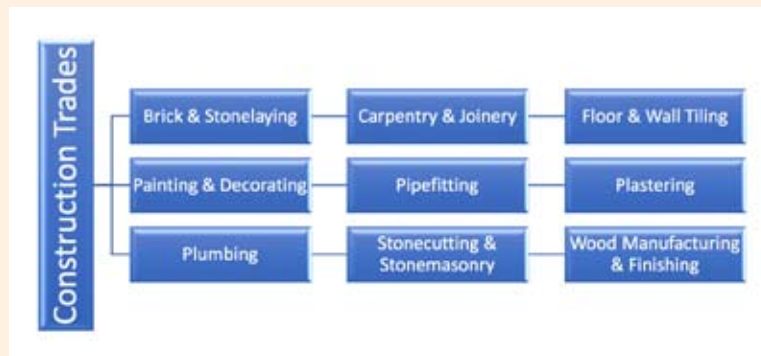 Construction Trades
Brick & Stonelaying
Carpentry & Joinery
Floor & Wall Tiling
Painting & Decorating
Pipefitting
Plastering
Plumbing
Stonecutting &
Stonemasonry
Wood Manufacturing
& Finishing